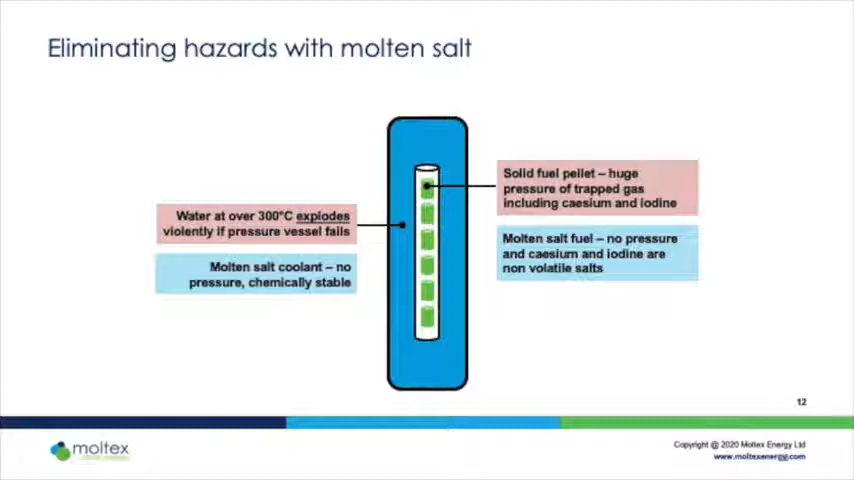 Eliminating hazards with molten salt
Solid fuel pellet – huge
pressure of trapped gas
including caesium and iodine
Water at over 300°C explodes
violently if pressure vessel fails
Molten salt fuel – no pressure
and caesium and iodine are
non volatile salts
Molten salt coolant – no
pressure, chemically stable
12
moltex
Copyright @ 2020 Moltex Energy Ltd
www.moltexenergy.com